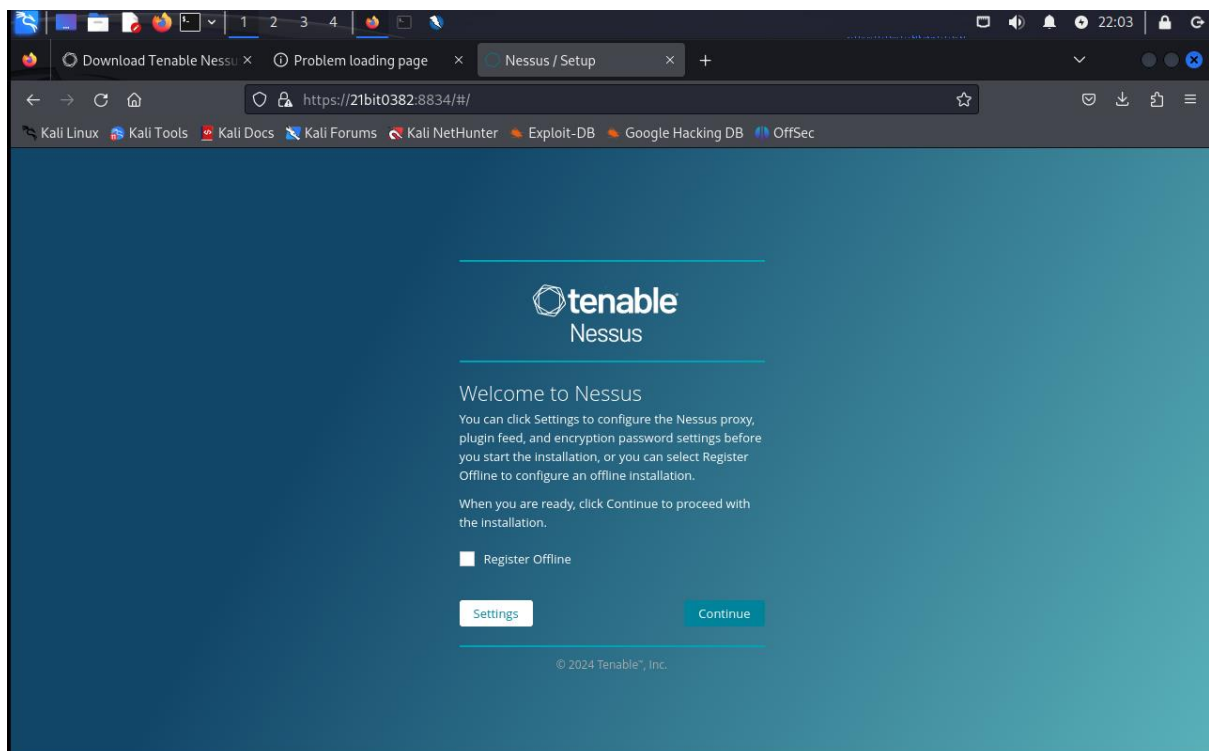 1 2 3 4 22:03
Download Tenable Nessu Problem loading page Nessus / Setup
https://21bit0382:8834/#/
Kali Linux Kali Tools Kali Docs Kali Forums Kali NetHunter Exploit-DB Google Hacking DB OffSec
tenable
Nessus
Welcome to Nessus
You can click Settings to configure the Nessus proxy,
plugin feed, and encryption password settings before
you start the installation, or you can select Register
Offline to configure an offline installation.
When you are ready, click Continue to proceed with
the installation.
Register Offline
Settings Continue
© 2024 Tenable™, Inc.